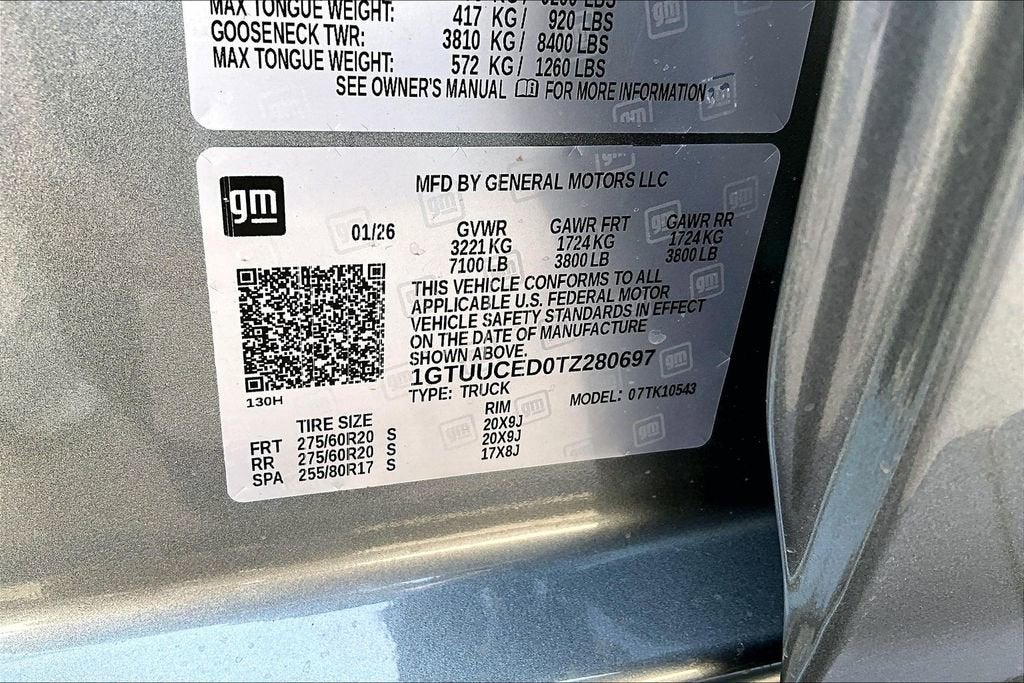 MAX TONGUE WEIGHT:
417 KG/ 920 LBS
GOOSENECK TWR: 3810 KG/ 8400 LBS
MAX TONGUE WEIGHT: 572 KG/ 1260 LBS
SEE OWNER'S MANUAL FOR MORE INFORMATION
gm
MFD BY GENERAL MOTORS LLC
01/26 GVWR GAWR FRT GAWR RR
3221 KG 1724 KG 1724 KG
7100 LB 3800 LB 3800 LB
THIS VEHICLE CONFORMS TO ALL
APPLICABLE U.S. FEDERAL MOTOR
VEHICLE SAFETY STANDARDS IN EFFECT
ON THE DATE OF MANUFACTURE
SHOWN ABOVE.
1GTUUCED0TZ280697
TYPE: TRUCK MODEL: 07TK10543
130H
TIRE SIZE RIM
FRT 275/60R20 S 20X9J
RR 275/60R20 S 20X9J
SPA 255/80R17 S 17X8J